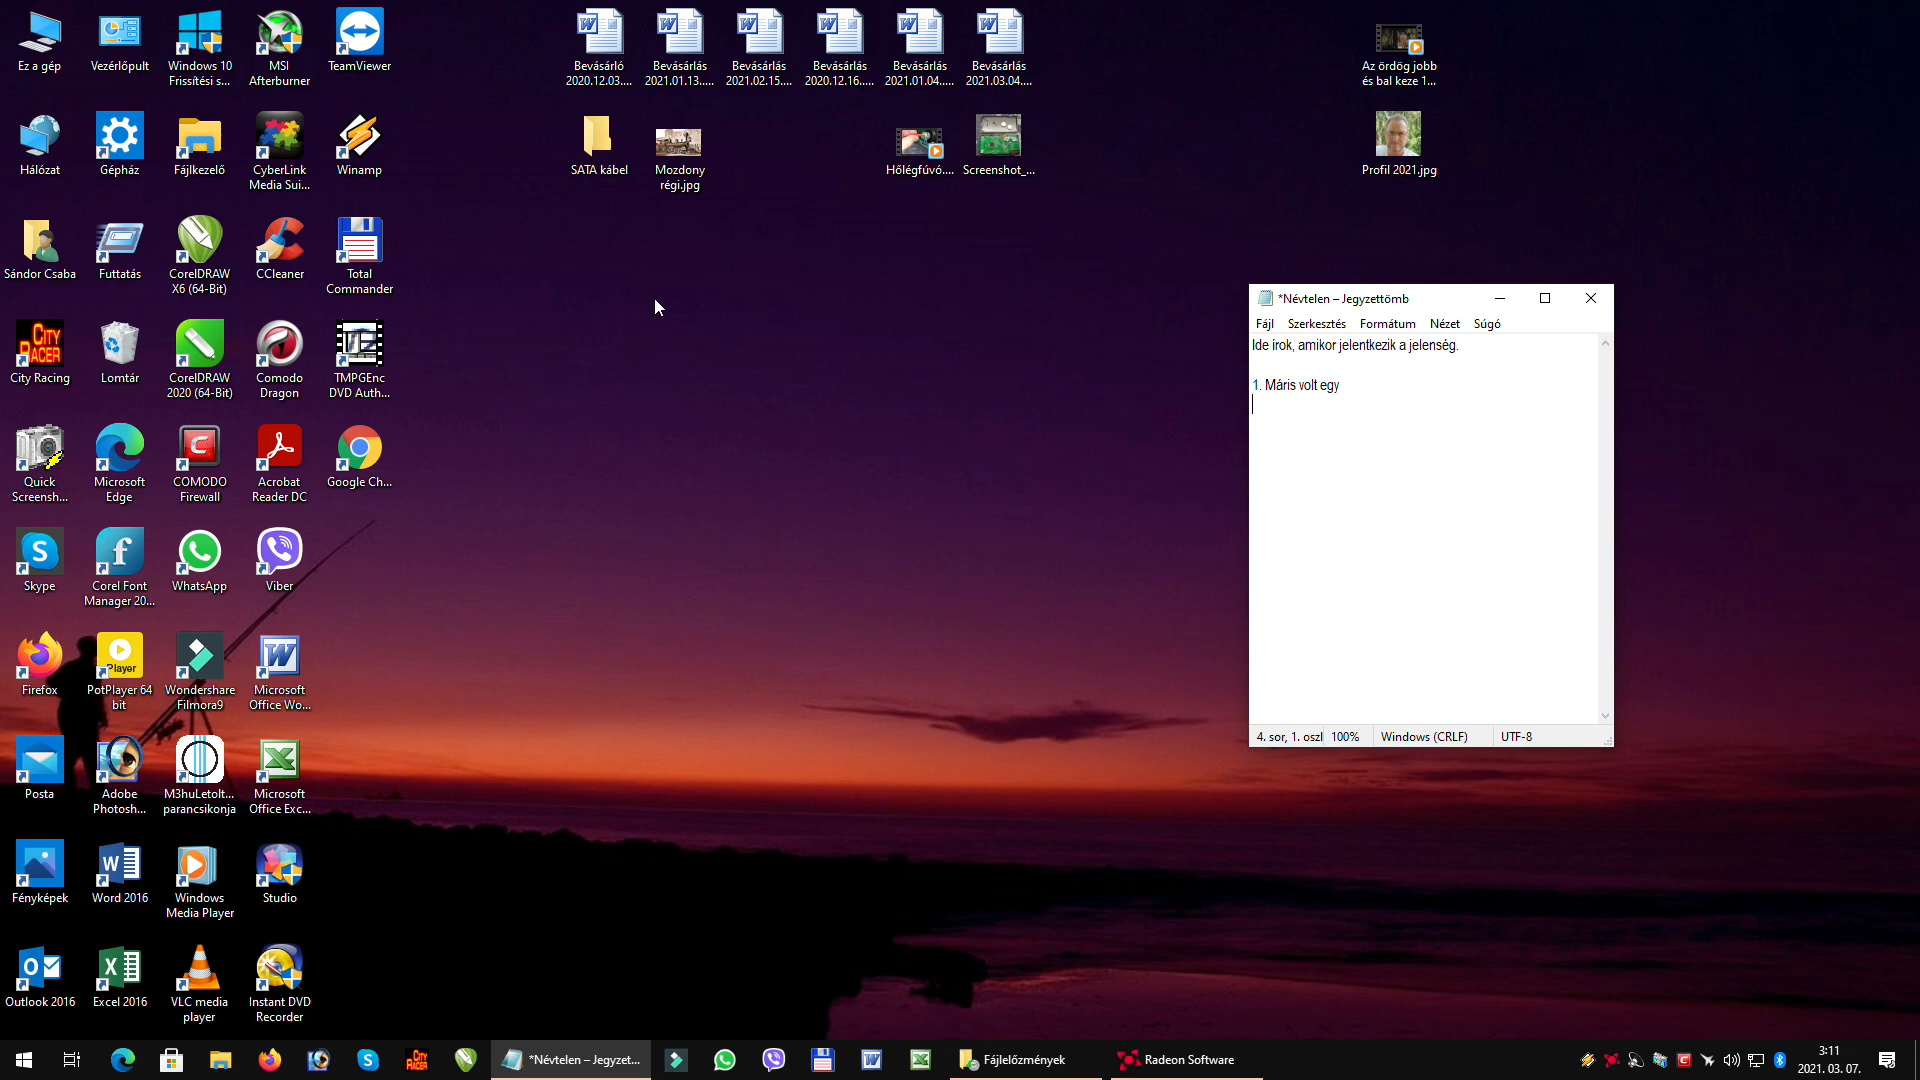 Ez a gép
Vezérlőpult
Windows 10
Frissítési s...
MSI
Afterburner
TeamViewer
Bevásárló
2020.12.03....
Bevásárlás
2021.01.13....
Bevásárlás
2021.02.15....
Bevásárlás
2020.12.16....
Bevásárlás
2021.01.04....
Bevásárlás
2021.03.04....
Az ördög jobb
és bal keze 1...
Hálózat
Gépház
Fájlkezelő
CyberLink
Media Sui...
Winamp
SATA kábel
Mozdony
régi.jpg
Hőlégfúvó....
Screenshot_...
Profil 2021.jpg
Sándor Csaba
Futtatás
CorelDRAW
X6 (64-Bit)
CCleaner
Total
Commander
CITY
RACER
City Racing
Lomtár
CorelDRAW
2020 (64-Bit)
Comodo
Dragon
TMPGEnc
DVD Auth...
Quick
Screensh...
Microsoft
Edge
COMODO
Firewall
Acrobat
Reader DC
Google Ch...
Skype
Corel Font
Manager 20...
WhatsApp
Viber
Firefox
Player
PotPlayer 64
bit
Wondershare
Filmora9
Microsoft
Office Wo...
Posta
Adobe
Photosh...
M3huLetolt...
parancsikonja
Microsoft
Office Exc...
Fényképek
Word 2016
Windows
Media Player
Studio
Outlook 2016
Excel 2016
VLC media
player
Instant DVD
Recorder
*Névtelen – Jegyzettömb
Fájl Szerkesztés Formátum Nézet Súgó
Ide írok, amikor jelentkezik a jelenség.
1. Máris volt egy
4. sor, 1. oszl 100% Windows (CRLF) UTF-8
*Névtelen – Jegyzet...
Fájlelőzmények
Radeon Software
3:11
2021. 03. 07.